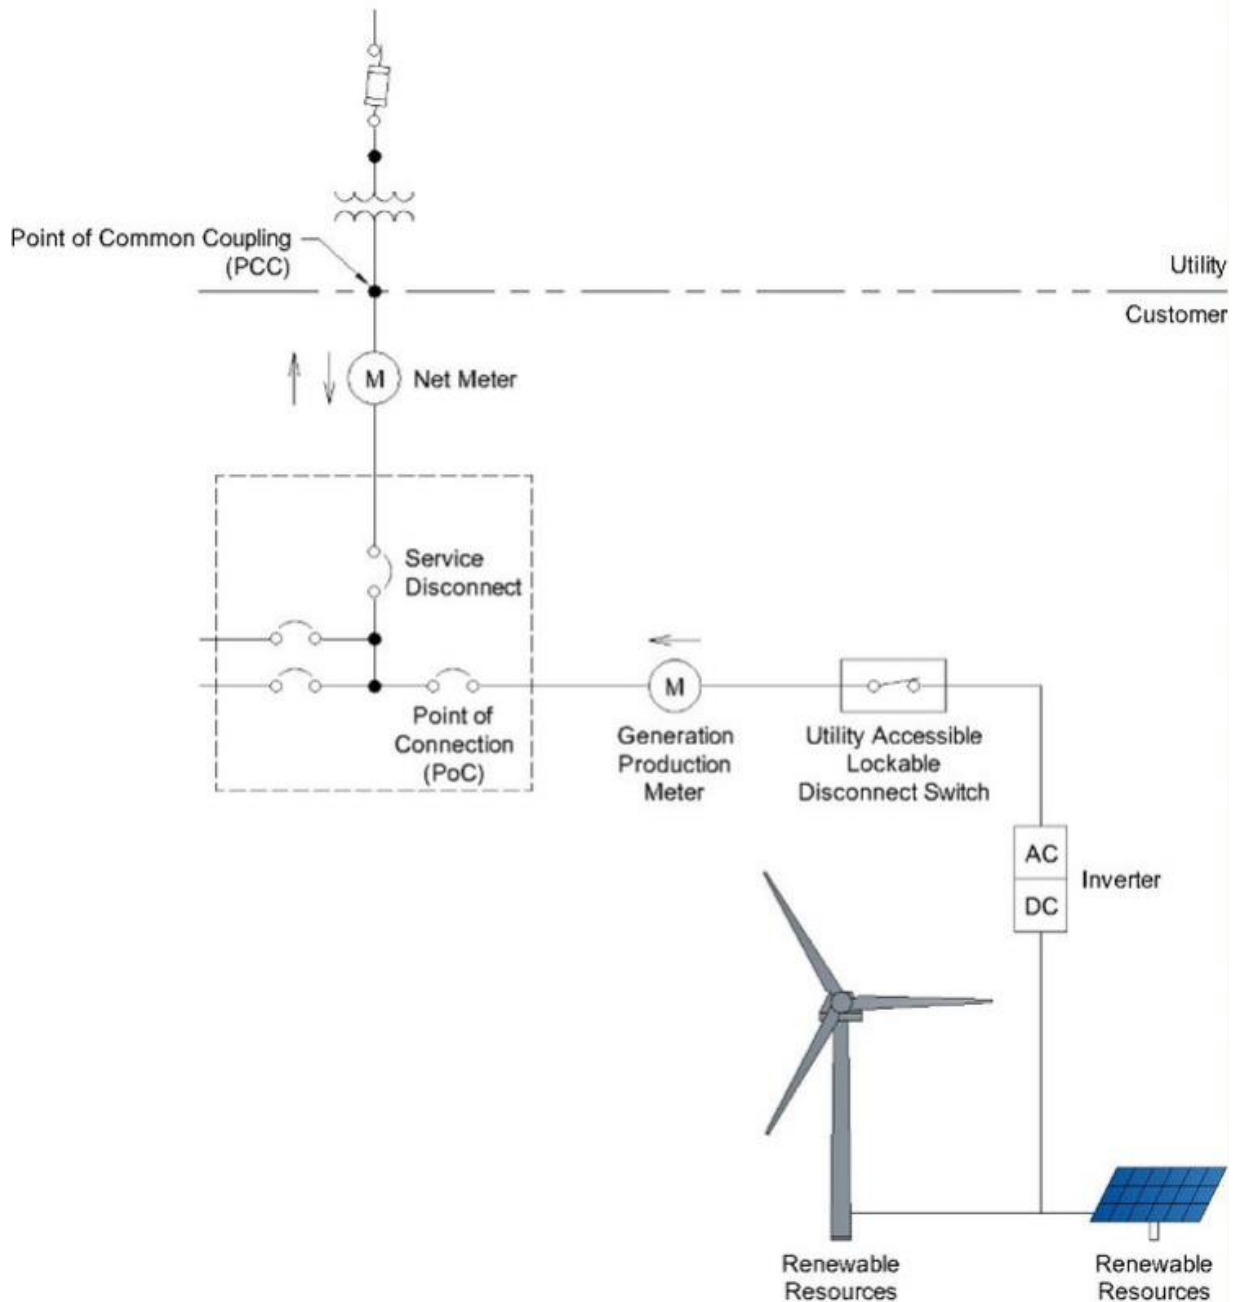 Point of Common Coupling
(PCC)
Utility
Customer
M
Net Meter
Service
Disconnect
Point of
Connection
(PoC)
M
Generation
Production
Meter
Utility Accessible
Lockable
Disconnect Switch
AC
DC
Inverter
Renewable
Resources
Renewable
Resources